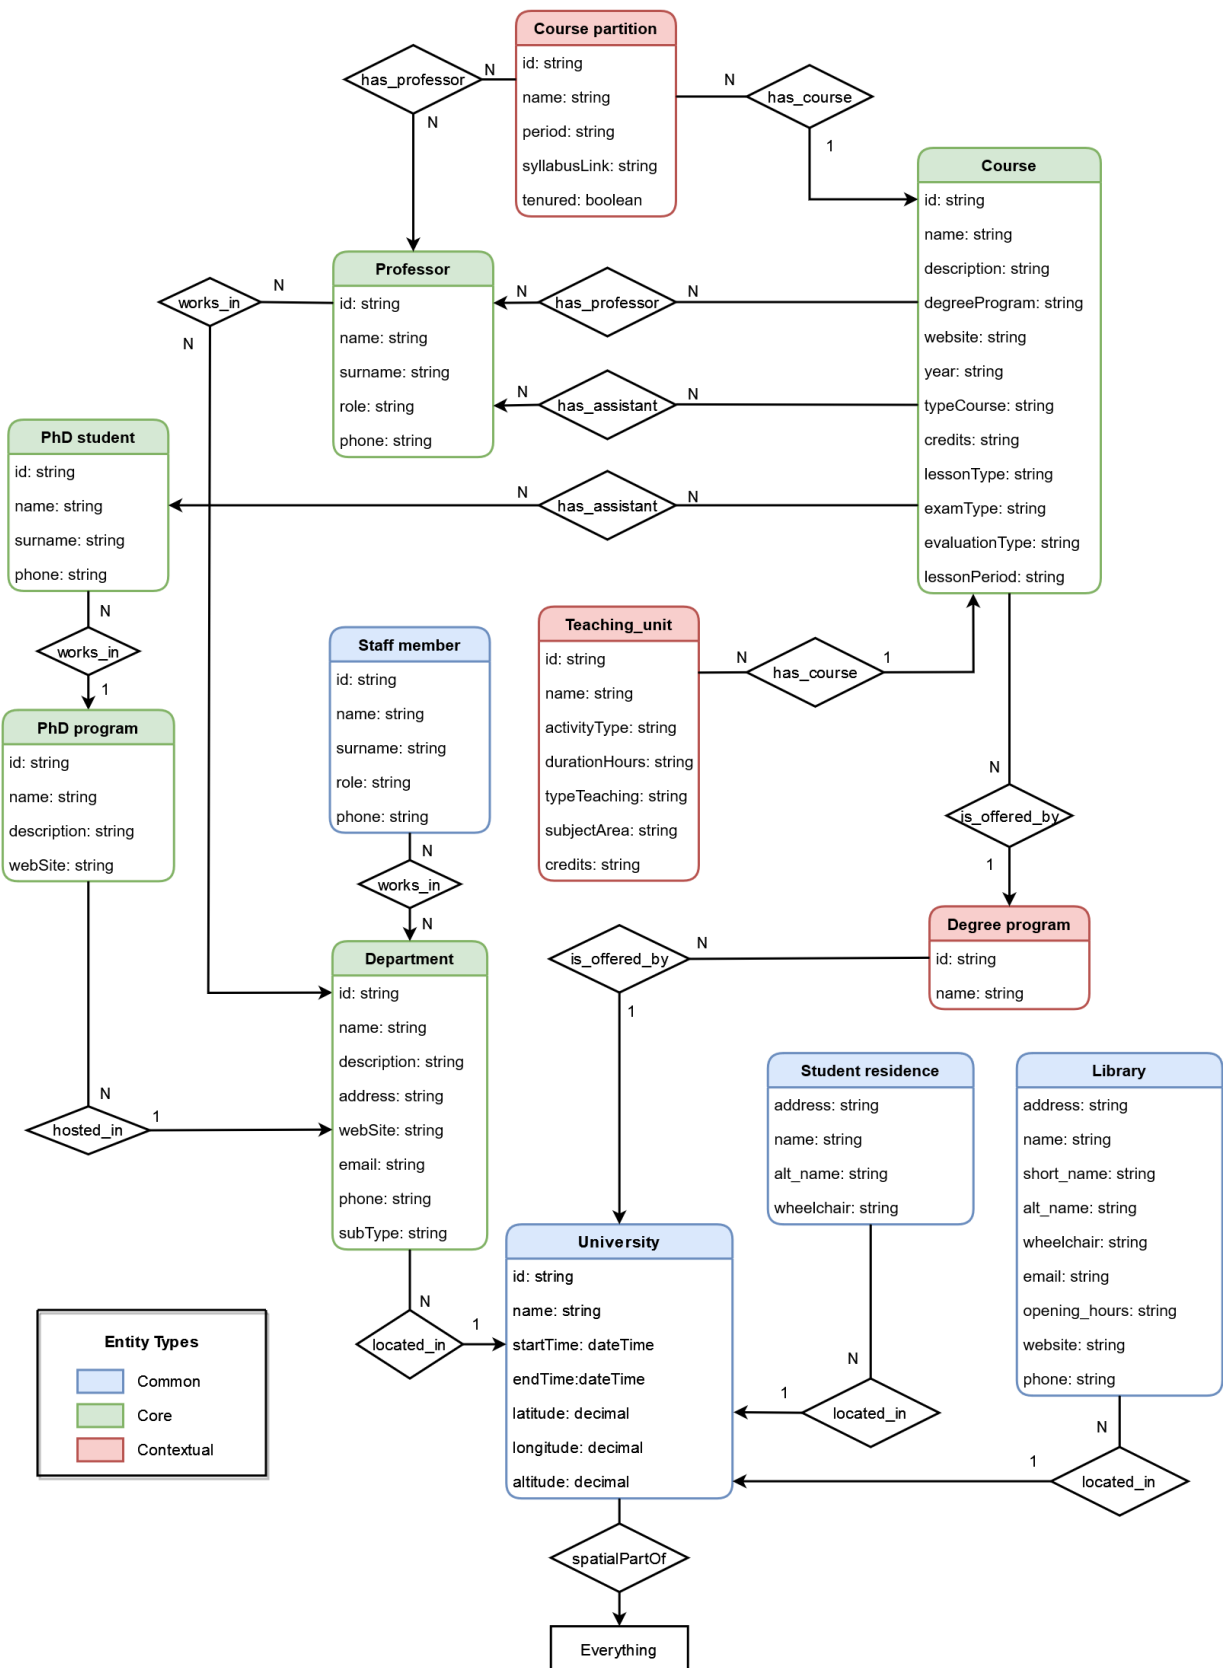 Course partition
id: string
name: string
period: string
syllabusLink: string
tenured: boolean
has_professor
N
N
N
has_course
1
Course
id: string
name: string
description: string
degreeProgram: string
website: string
year: string
typeCourse: string
credits: string
lessonType: string
examType: string
evaluationType: string
lessonPeriod: string
Professor
id: string
name: string
surname: string
role: string
phone: string
works_in
N
N
N
has_professor
N
N
has_assistant
N
PhD student
id: string
name: string
surname: string
phone: string
N
has_assistant
N
N
works_in
1
PhD program
id: string
name: string
description: string
webSite: string
Staff member
id: string
name: string
surname: string
role: string
phone: string
N
works_in
N
Teaching_unit
id: string
name: string
activityType: string
durationHours: string
typeTeaching: string
subjectArea: string
credits: string
N
has_course
1
N
is_offered_by
1
Degree program
id: string
name: string
is_offered_by
N
1
Department
id: string
name: string
description: string
address: string
webSite: string
email: string
phone: string
subType: string
N
hosted_in
1
Student residence
address: string
name: string
alt_name: string
wheelchair: string
Library
address: string
name: string
short_name: string
alt_name: string
wheelchair: string
email: string
opening_hours: string
website: string
phone: string
University
id: string
name: string
startTime: dateTime
endTime:dateTime
latitude: decimal
longitude: decimal
altitude: decimal
N
located_in
1
N
1
located_in
N
1
located_in
Entity Types
Common
Core
Contextual
spatialPartOf
Everything